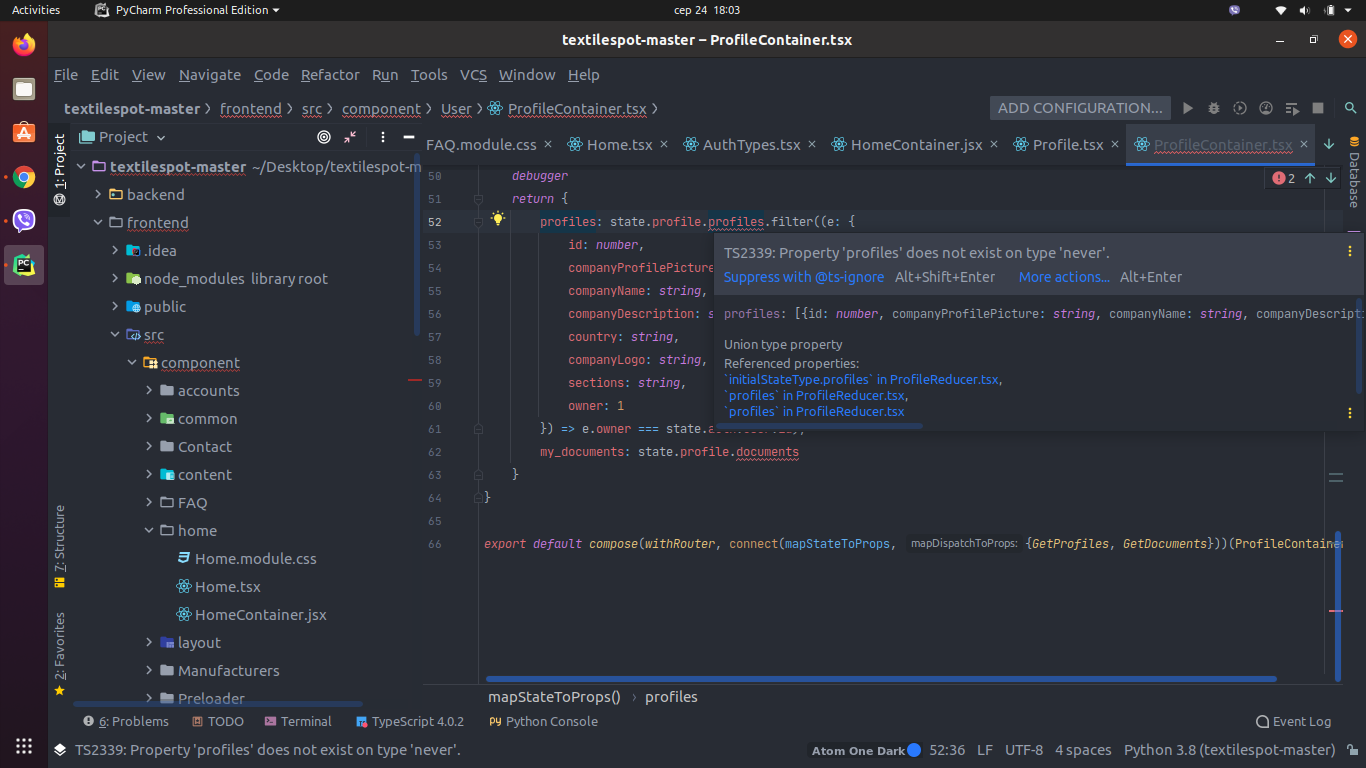 Activities PyCharm Professional Edition сер 24 18:03
textilespot-master – ProfileContainer.tsx
File Edit View Navigate Code Refactor Run Tools VCS Window Help
textilespot-master frontend src component User ProfileContainer.tsx ADD CONFIGURATION...
Project
FAQ.module.css Home.tsx AuthTypes.tsx HomeContainer.jsx Profile.tsx ProfileContainer.tsx
1: Project
Database
textilespot-master ~/Desktop/textilespot-m
backend
frontend
.idea
node_modules library root
public
src
component
accounts
common
Contact
content
FAQ
home
Home.module.css
Home.tsx
HomeContainer.jsx
layout
Manufacturers
Preloader
7: Structure
2: Favorites
2
50 debugger
51 return {
52 profiles: state.profile.profiles.filter((e: {
53 id: number,
54 companyProfilePicture
55 companyName: string,
56 companyDescription: s
57 country: string,
58 companyLogo: string,
59 sections: string,
60 owner: 1
61 }) => e.owner === state.
62 my_documents: state.profile.documents
63 }
64 }
65
66 export default compose(withRouter, connect(mapStateToProps, mapDispatchToProps: {GetProfiles, GetDocuments}))(ProfileContainer
TS2339: Property 'profiles' does not exist on type 'never'.
Suppress with @ts-ignore Alt+Shift+Enter More actions... Alt+Enter
profiles: [{id: number, companyProfilePicture: string, companyName: string, companyDescripti
Union type property
Referenced properties:
`initialStateType.profiles` in ProfileReducer.tsx,
`profiles` in ProfileReducer.tsx,
`profiles` in ProfileReducer.tsx
mapStateToProps() profiles
6: Problems TODO Terminal TypeScript 4.0.2 Python Console Event Log
TS2339: Property 'profiles' does not exist on type 'never'. Atom One Dark 52:36 LF UTF-8 4 spaces Python 3.8 (textilespot-master)